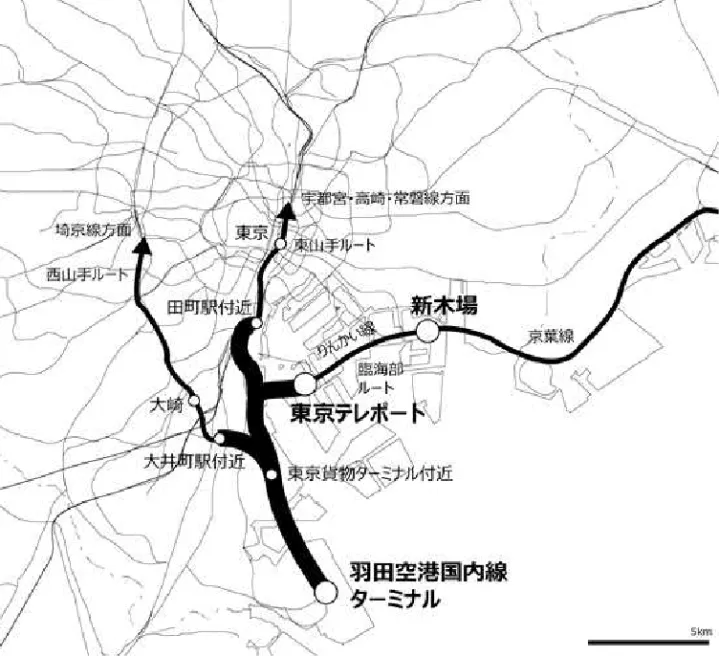 宇都宮・高崎・常磐線方面
埼京線方面
東京
東山手ルート
西山手ルート
田町駅付近
新木場
りんかい線
京葉線
臨海部
ルート
大崎
東京テレポート
大井町駅付近
東京貨物ターミナル付近
羽田空港国内線
ターミナル
5km